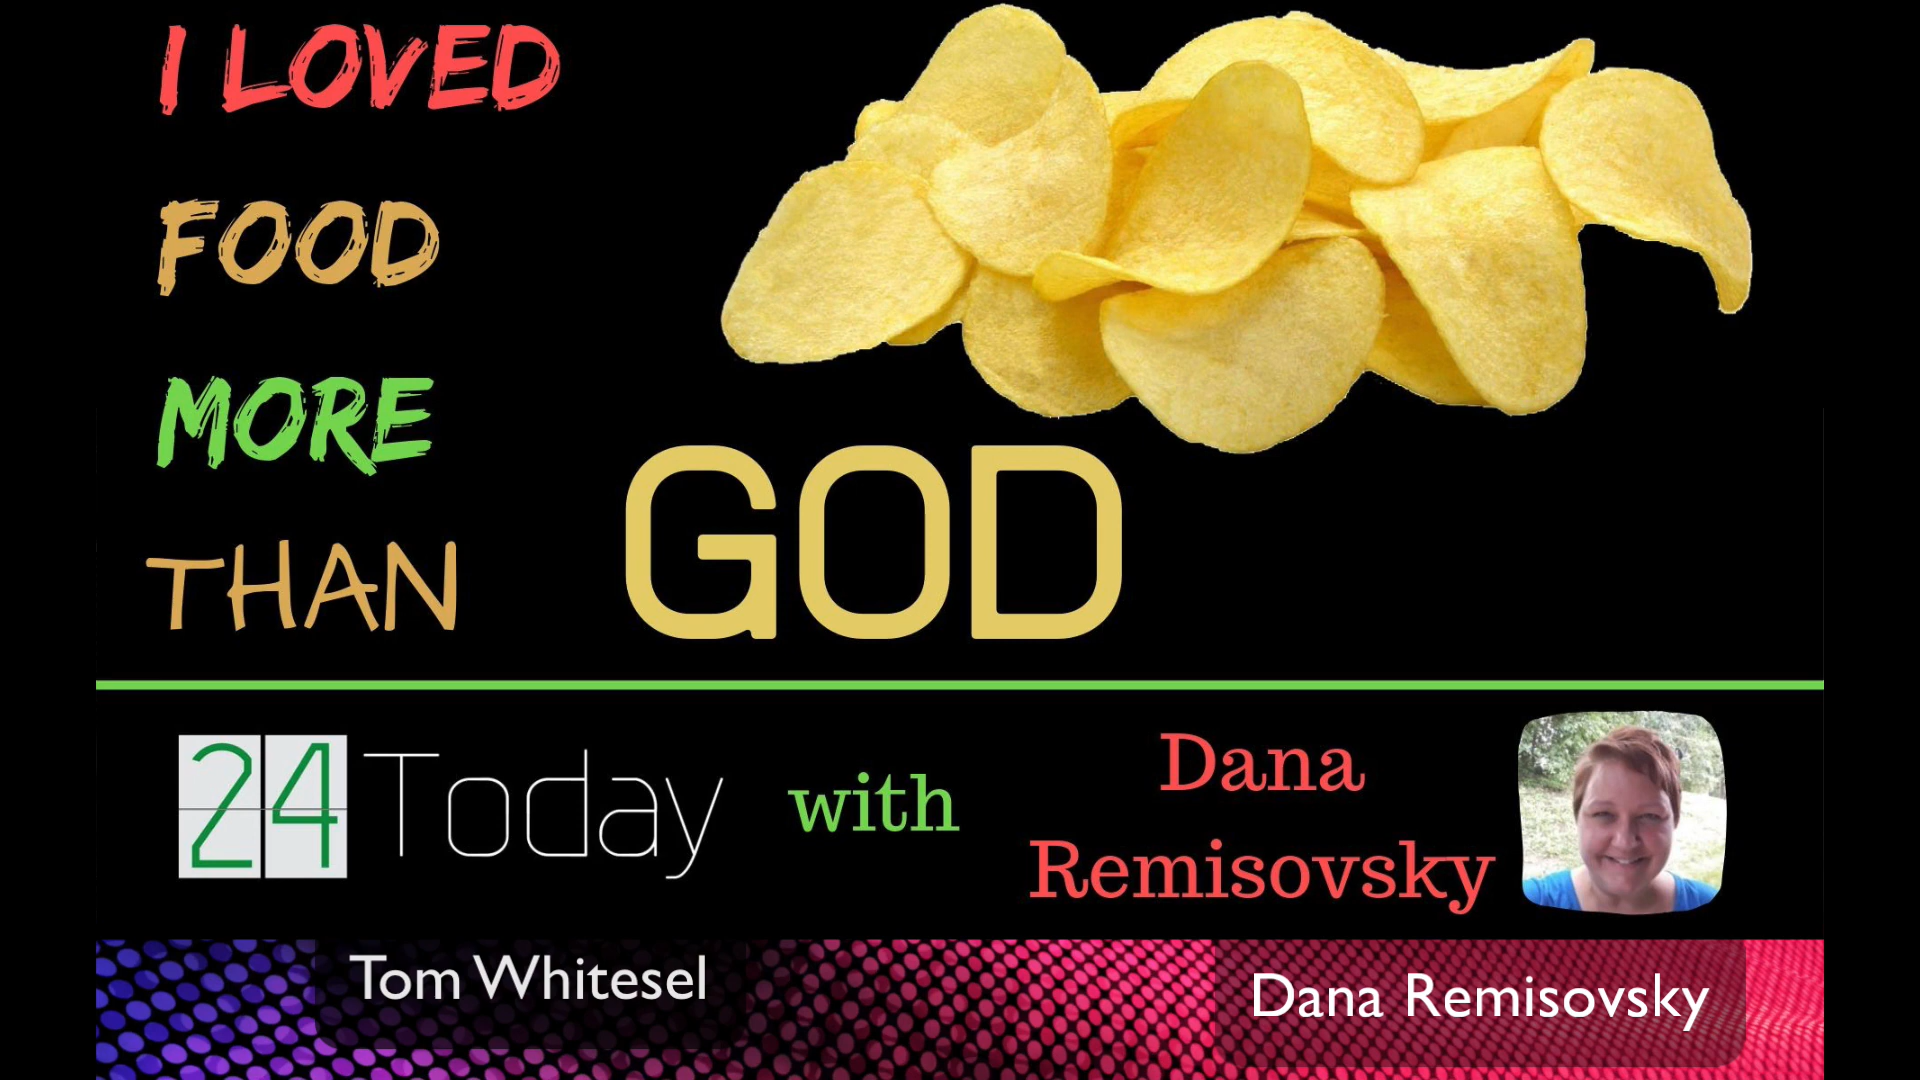 I LOVED
FOOD
MORE
THAN
GOD
24 Today
with
Dana
Remisovsky
Tom Whitesel
Dana Remisovsky